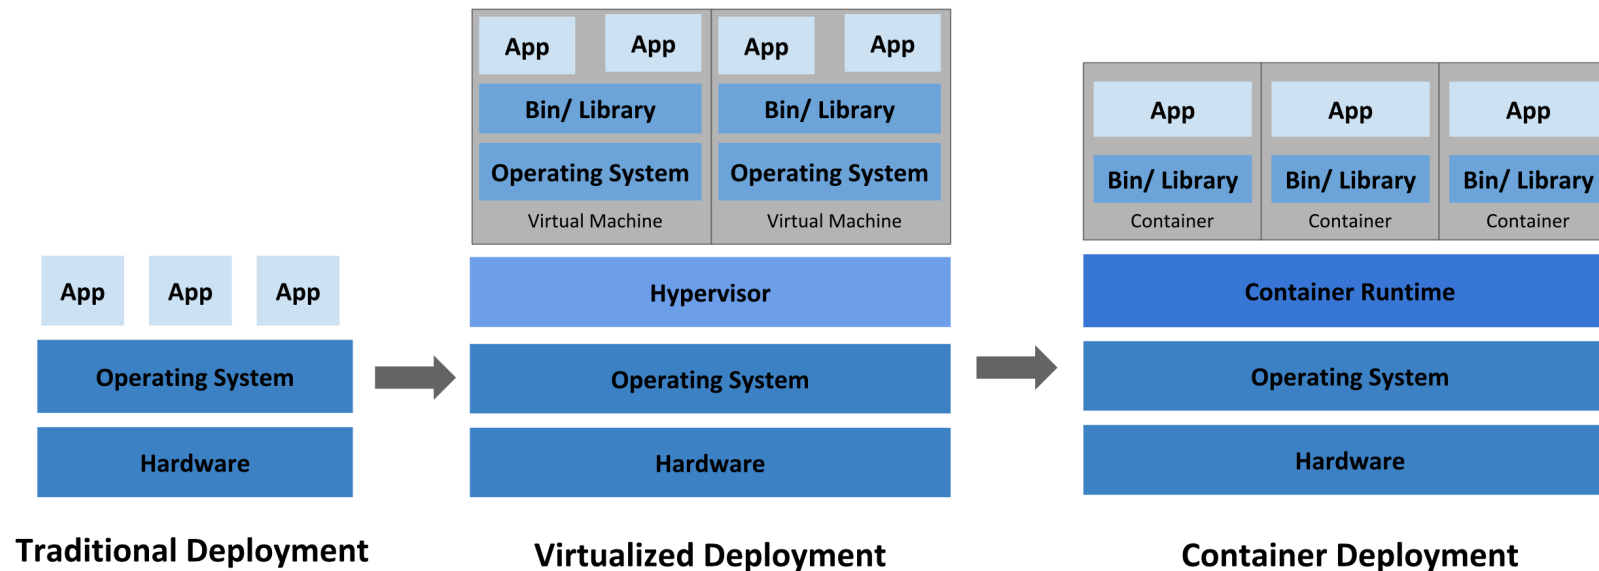 App
App
App
Operating System
Hardware
Traditional Deployment
App
App
App
App
Bin/ Library
Bin/ Library
Operating System
Operating System
Virtual Machine
Virtual Machine
Hypervisor
Operating System
Hardware
Virtualized Deployment
App
App
App
Bin/ Library
Bin/ Library
Bin/ Library
Container
Container
Container
Container Runtime
Operating System
Hardware
Container Deployment